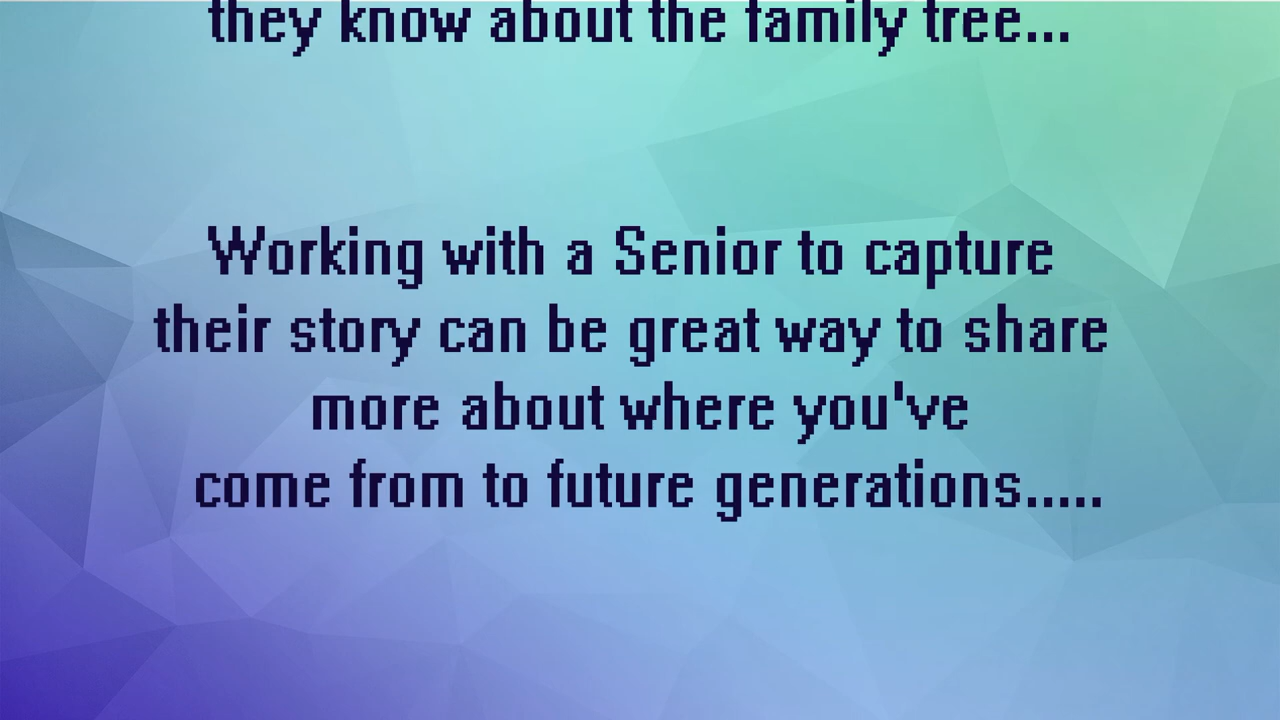 they know about the family tree...
Working with a Senior to capture
their story can be great way to share
more about where you've
come from to future generations.....